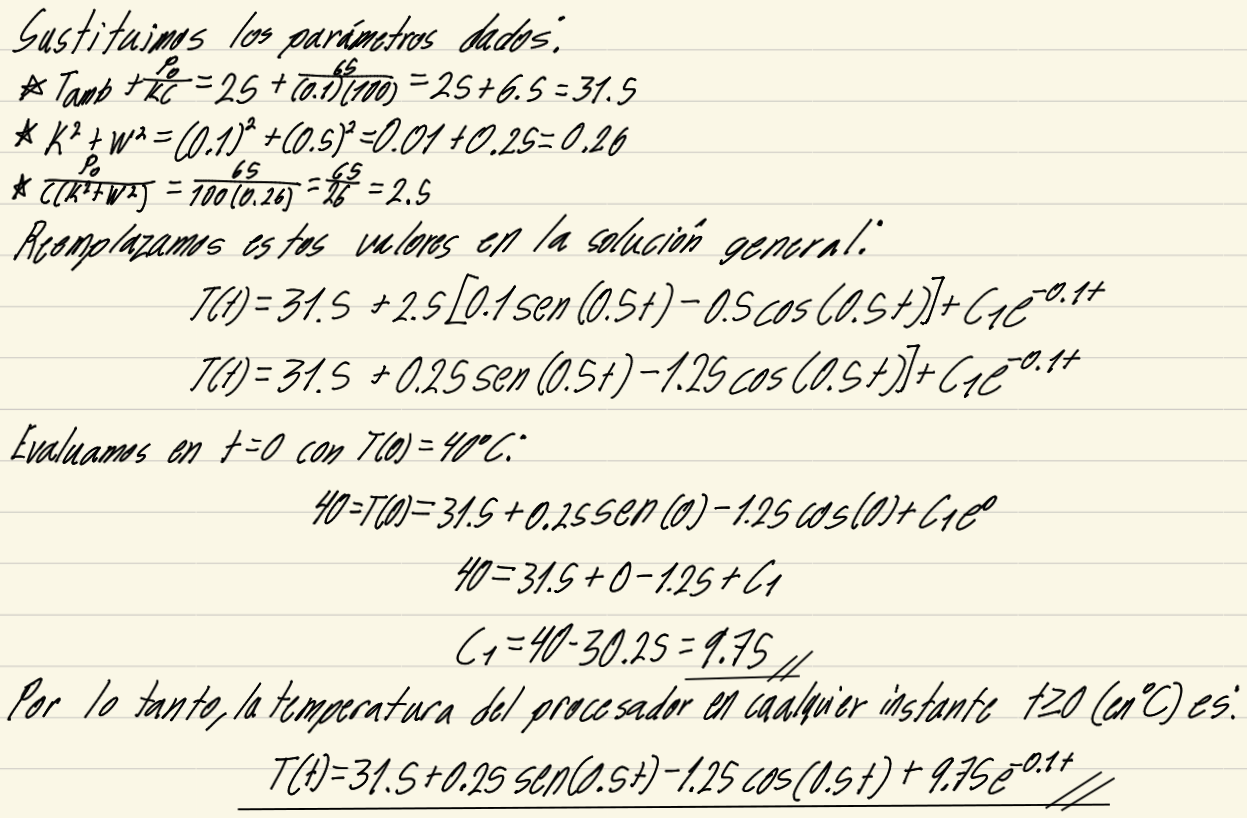 Sustituimos los parámetros dados:
* Tamb + P₀/KC = 25 + 65/(0.1)(100) = 25 + 6.5 = 31.5
* K² + W² = (0.1)² + (0.5)² = 0.01 + 0.25 = 0.26
* P₀/C(K²+W²) = 65/100(0.26) = 65/26 = 2.5
Reemplazamos estos valores en la solución general:
T(t) = 31.5 + 2.5[0.1 sen(0.5t) - 0.5 cos(0.5t)] + C₁e^-0.1t
T(t) = 31.5 + 0.25 sen(0.5t) - 1.25 cos(0.5t)] + C₁e^-0.1t
Evaluamos en t=0 con T(0) = 40°C:
40 = T(0) = 31.5 + 0.25 sen(0) - 1.25 cos(0) + C₁e⁰
40 = 31.5 + 0 - 1.25 + C₁
C₁ = 40 - 30.25 = 9.75 //
Por lo tanto, la temperatura del procesador en cualquier instante t≥0 (en °C) es:
T(t) = 31.5 + 0.25 sen(0.5t) - 1.25 cos(0.5t) + 9.75e^-0.1t //